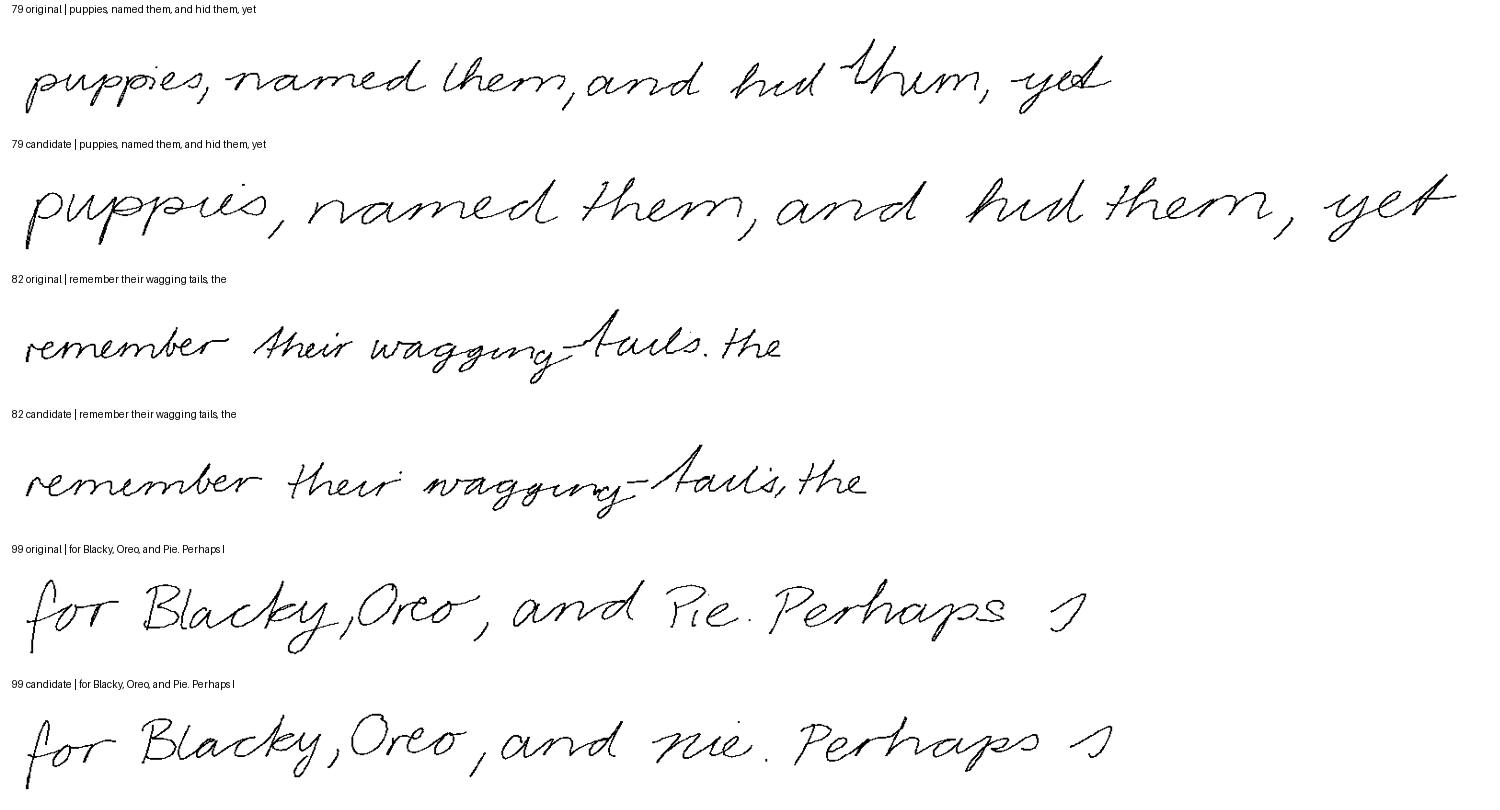 79 original | puppies, named them, and hid them, yet
puppies, named them, and hid them, yet
79 candidate | puppies, named them, and hid them, yet
puppies, named them, and hid them, yet
82 original | remember their wagging tails, the
remember their wagging-tails. the
82 candidate | remember their wagging tails, the
remember their wagging-tails, the
99 original | for Blacky, Oreo, and Pie. Perhaps I
for Blacky, Oreo, and Pie. Perhaps I
99 candidate | for Blacky, Oreo, and Pie. Perhaps I
for Blacky, Oreo, and nie. Perhaps I